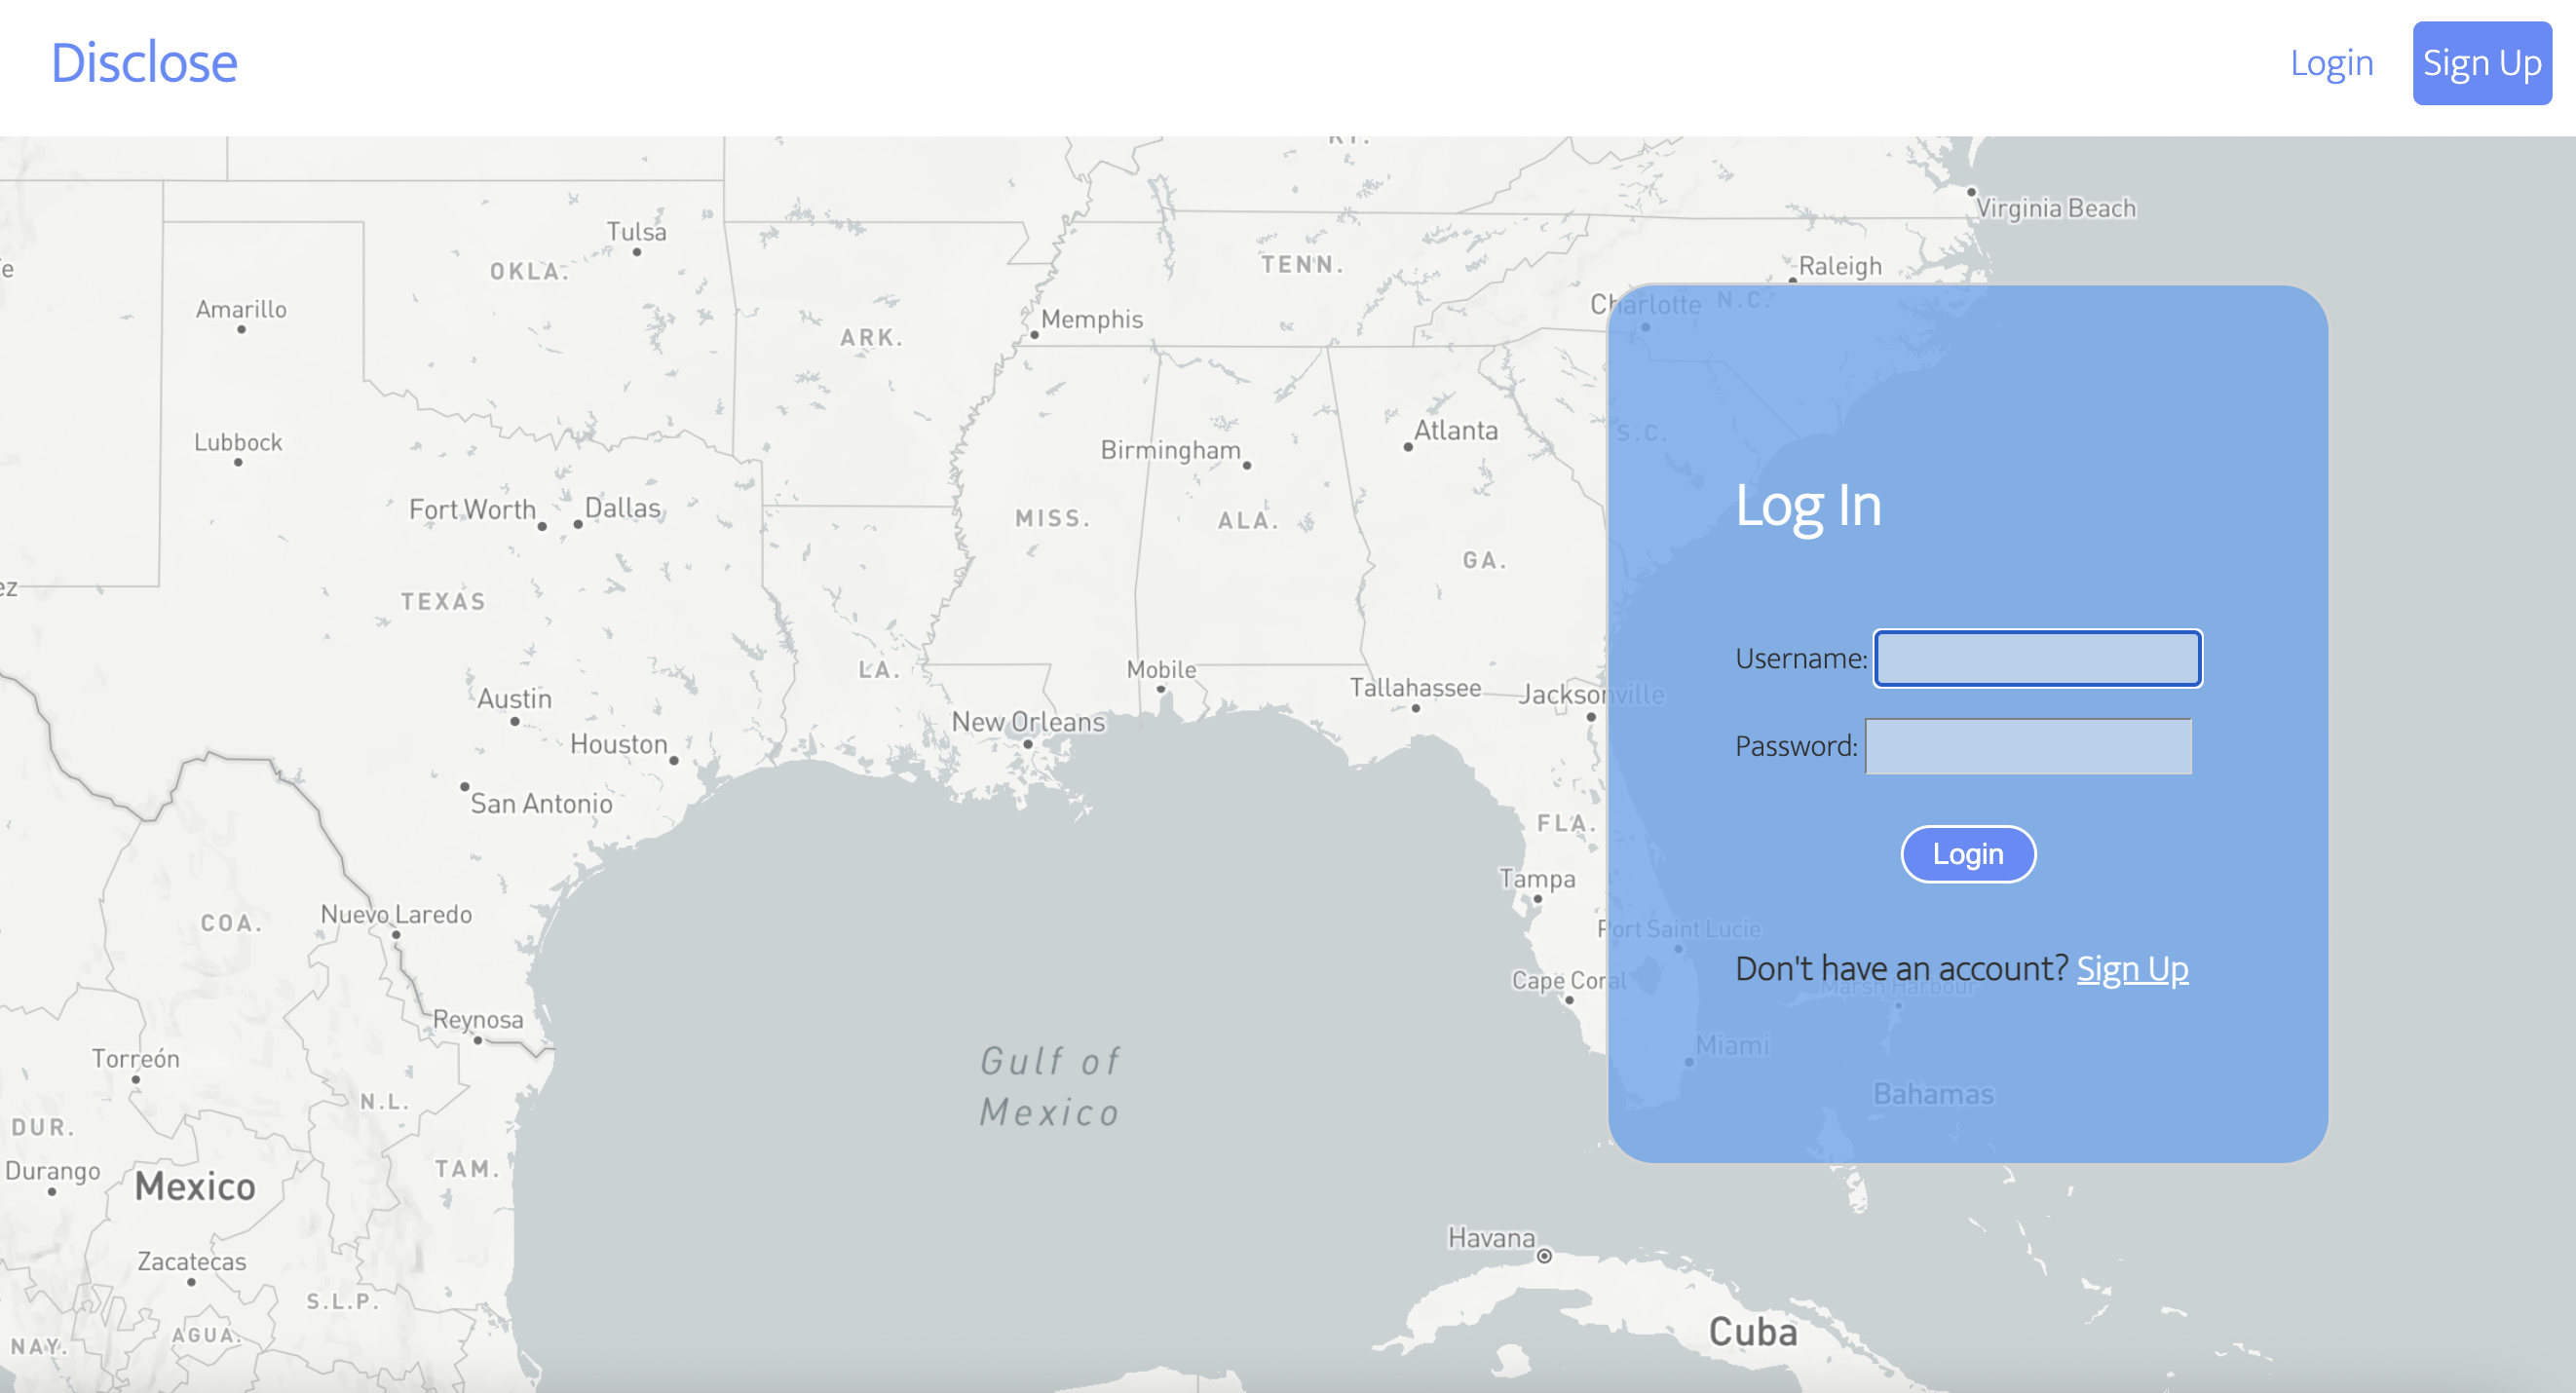 Disclose
Login
Sign Up
KY.
Virginia Beach
Tulsa
OKLA.
TENN.
Raleigh
Amarillo
Memphis
ARK.
Charlotte
N.C.
Lubbock
Atlanta
Birmingham
S.C.
Fort Worth
Dallas
MISS.
ALA.
GA.
TEXAS
LA.
Mobile
Tallahassee
Jacksonville
Austin
New Orleans
Houston
San Antonio
FLA.
Tampa
Nuevo Laredo
COA.
Port Saint Lucie
Cape Coral
Marsh Harbour
Reynosa
Miami
Torreón
Gulf of
Mexico
N.L.
Bahamas
DUR.
TAM.
Durango
Mexico
Havana
Zacatecas
S.L.P.
Cuba
AGUA.
NAY.
Log In
Username:
Password:
Login
Don't have an account? Sign Up